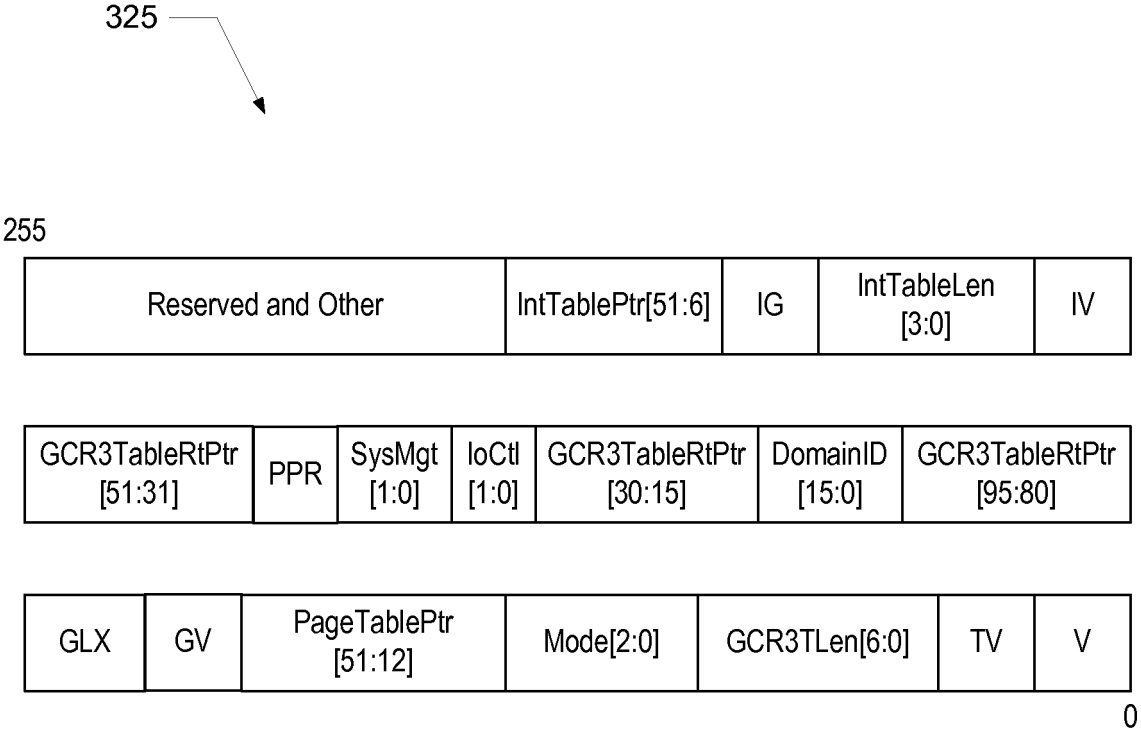 325
255
Reserved and Other IntTablePtr[51:6] IG IntTableLen IV
[3:0]
GCR3TableRtPtr PPR SysMgt IoCtl GCR3TableRtPtr DomainID GCR3TableRtPtr
[51:31] [1:0] [1:0] [30:15] [15:0] [95:80]
GLX GV PageTablePtr Mode[2:0] GCR3TLen[6:0] TV V
[51:12]
0